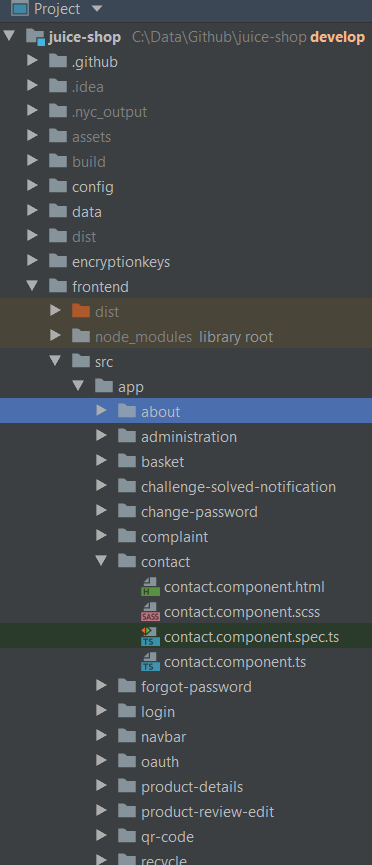 Project
juice-shop C:\Data\Github\juice-shop develop
.github
.idea
.nyc_output
assets
build
config
data
dist
encryptionkeys
frontend
dist
node_modules library root
src
app
about
administration
basket
challenge-solved-notification
change-password
complaint
contact
H contact.component.html
SASS contact.component.scss
TS contact.component.spec.ts
TS contact.component.ts
forgot-password
login
navbar
oauth
product-details
product-review-edit
qr-code
recycle